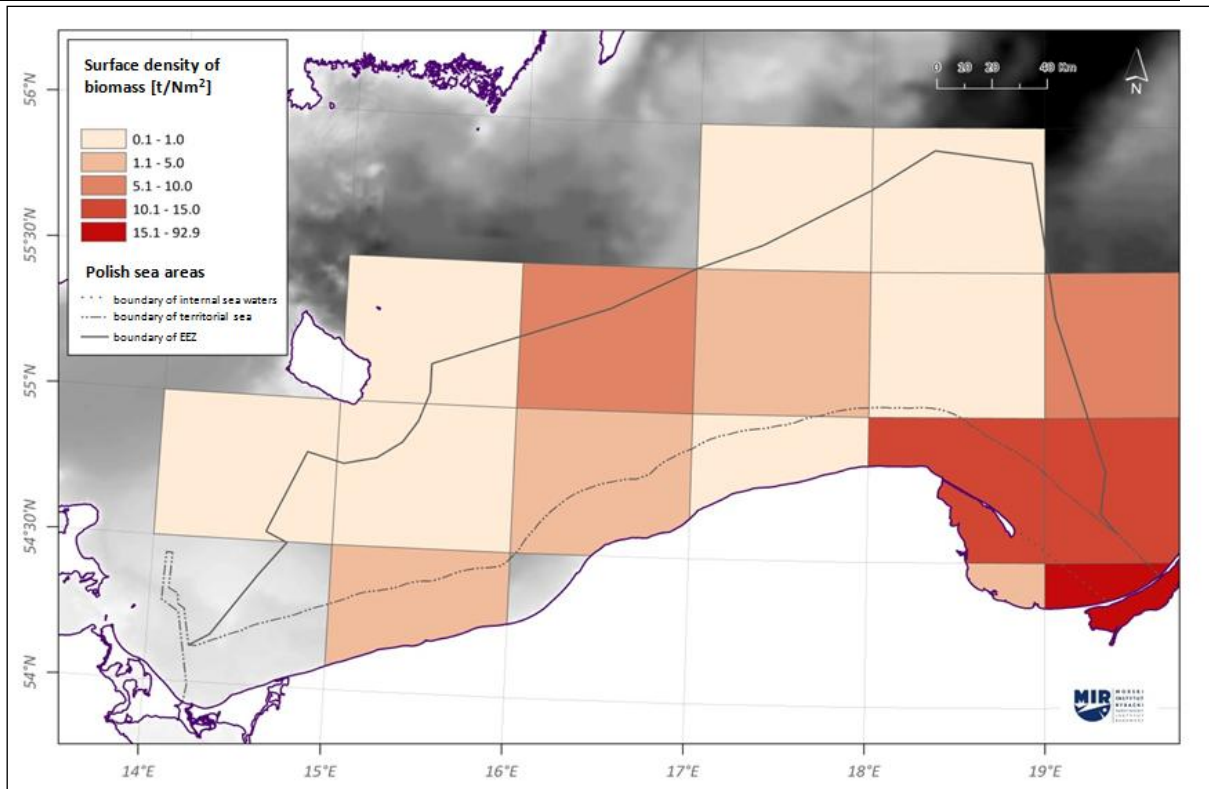 Surface density of
biomass [t/Nm²]
0.1 - 1.0
1.1 - 5.0
5.1 - 10.0
10.1 - 15.0
15.1 - 92.9
Polish sea areas
boundary of internal sea waters
boundary of territorial sea
boundary of EEZ
0 10 20 40 Km
N
56°N
55°30'N
55°N
54°30'N
54°N
14°E 15°E 16°E 17°E 18°E 19°E
MIR
MORSKI
INSTYTUT
RYBACKI